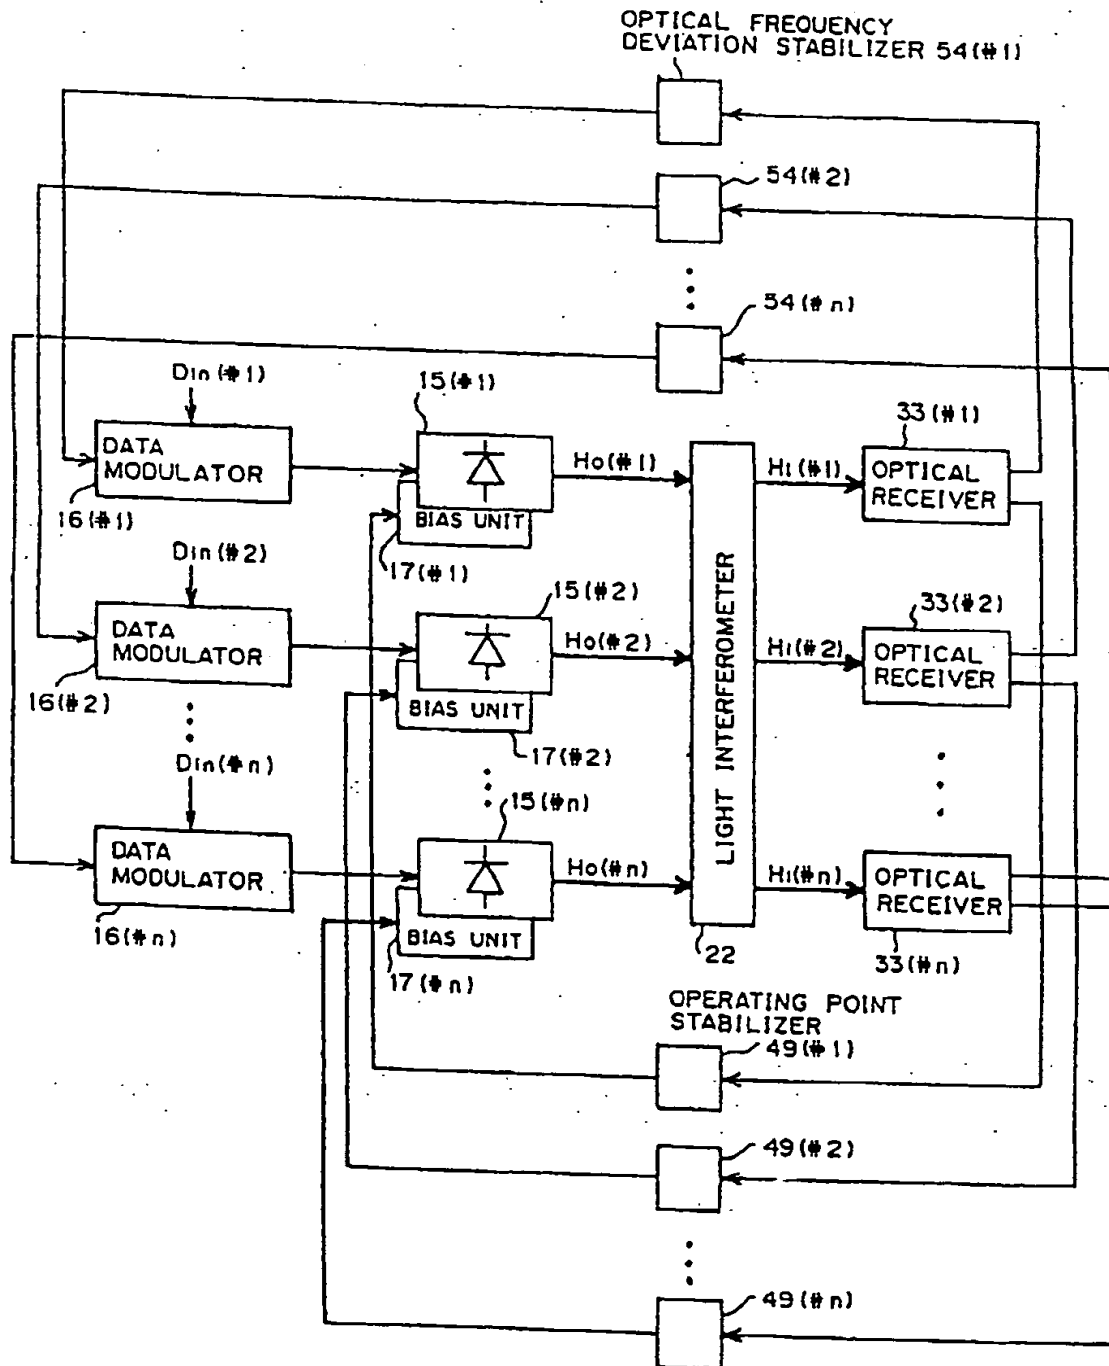 OPTICAL FREQUENCY
DEVIATION STABILIZER 54(#1)
54(#2)
54(#n)
Din(#1)
15(#1)
33(#1)
DATA
MODULATOR
Ho(#1)
HI(#1)
OPTICAL
RECEIVER
16(#1)
BIAS UNIT
17(#1)
Din(#2)
15(#2)
33(#2)
DATA
MODULATOR
Ho(#2)
HI(#2)
OPTICAL
RECEIVER
16(#2)
BIAS UNIT
17(#2)
LIGHT INTERFEROMETER
Din(#n)
15(#n)
DATA
MODULATOR
Ho(#n)
HI(#n)
OPTICAL
RECEIVER
16(#n)
BIAS UNIT
17(#n)
22
33(#n)
OPERATING POINT
STABILIZER
49(#1)
49(#2)
49(#n)